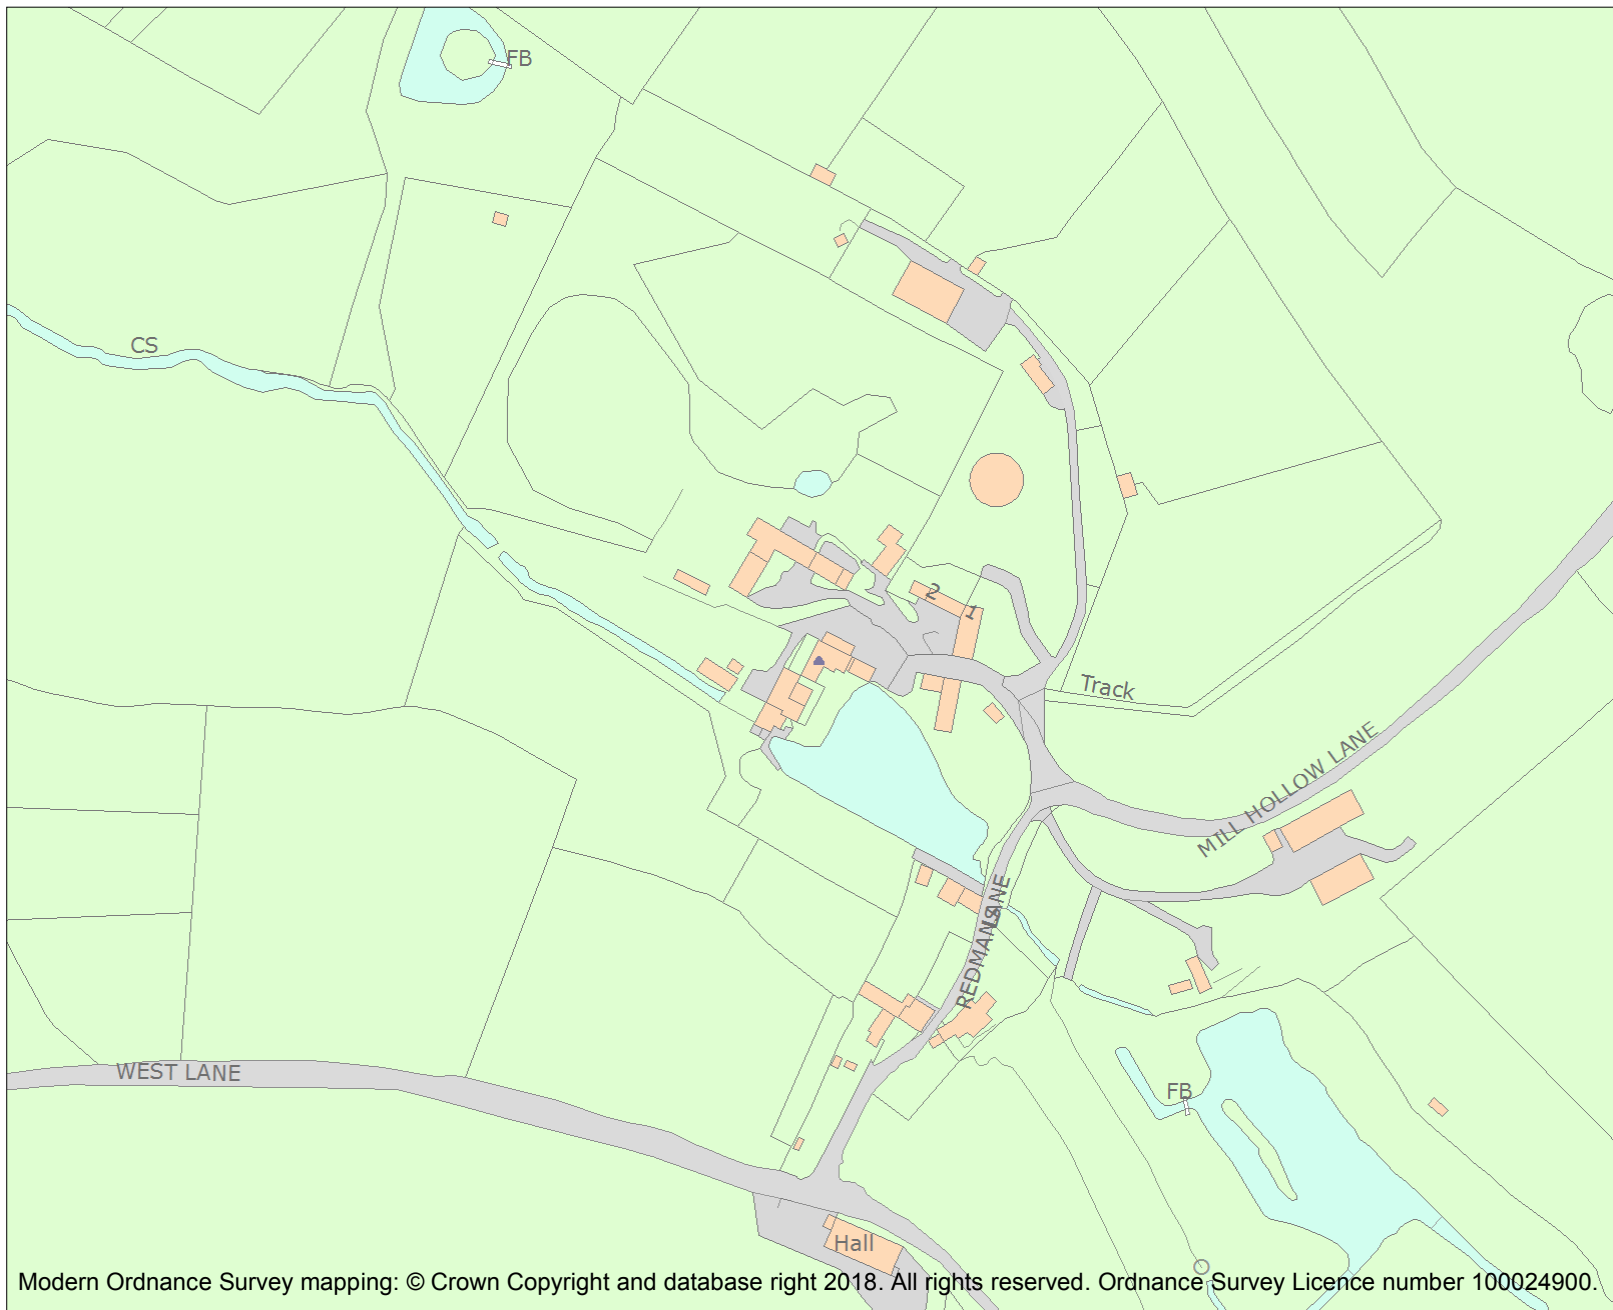 FB
CS
2
1
Track
MILL HOLLOW LANE
REDMANS LANE
WEST LANE
FB
Hall
Modern Ordnance Survey mapping: © Crown Copyright and database right 2018. All rights reserved. Ordnance Survey Licence number 100024900.